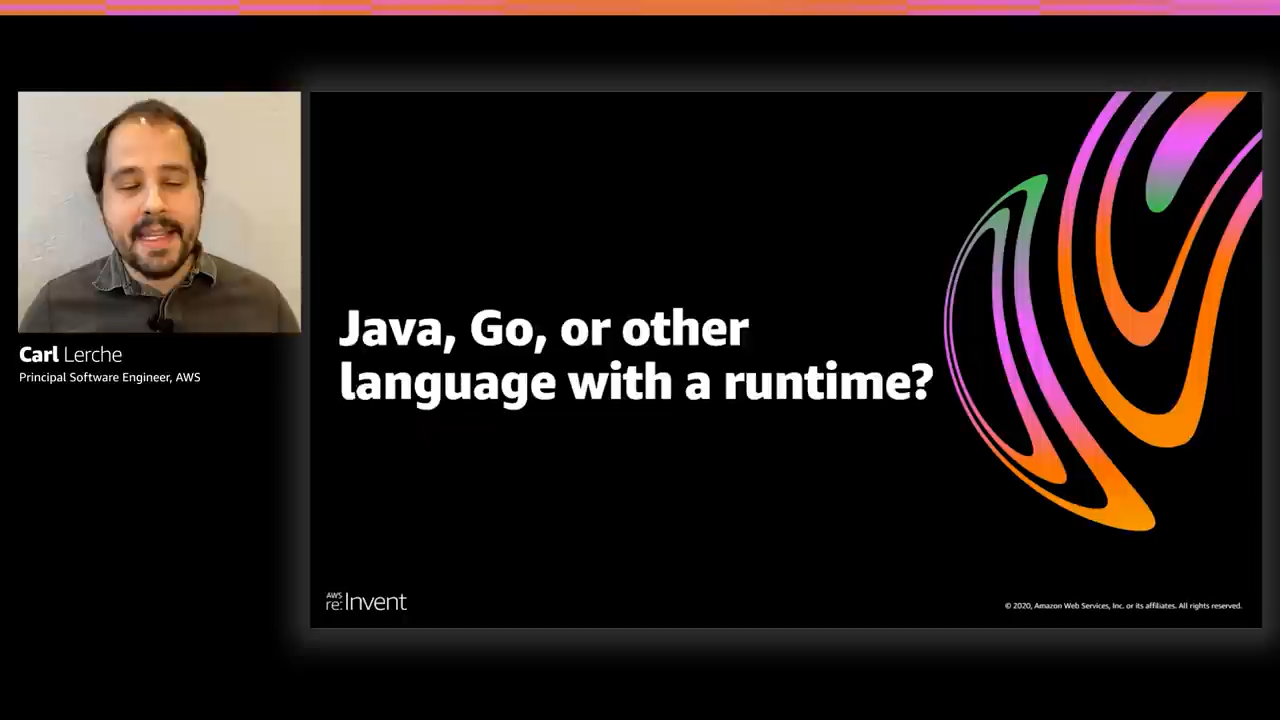 Carl Lerche
Principal Software Engineer, AWS
Java, Go, or other
language with a runtime?
AWS
re:Invent
© 2020, Amazon Web Services, Inc. or its affiliates. All rights reserved.